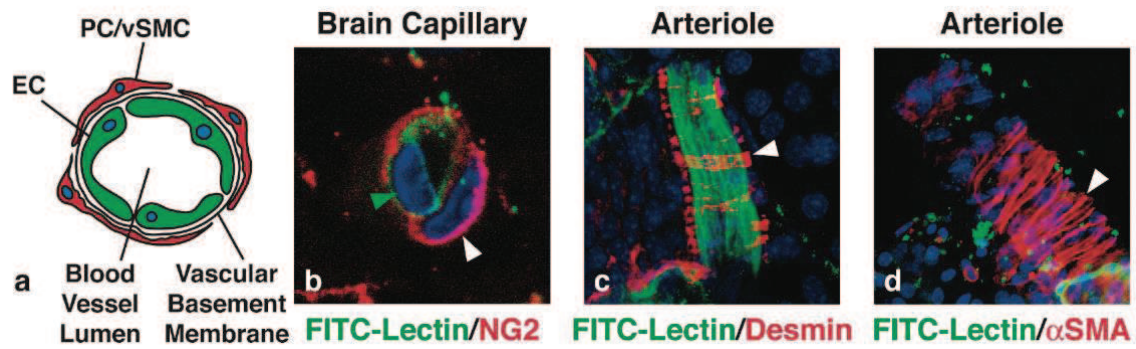 PC/vSMC
EC
Blood
Vessel
Lumen
Vascular
Basement
Membrane
a
Brain Capillary
b
FITC-Lectin/NG2
Arteriole
c
FITC-Lectin/Desmin
Arteriole
d
FITC-Lectin/αSMA